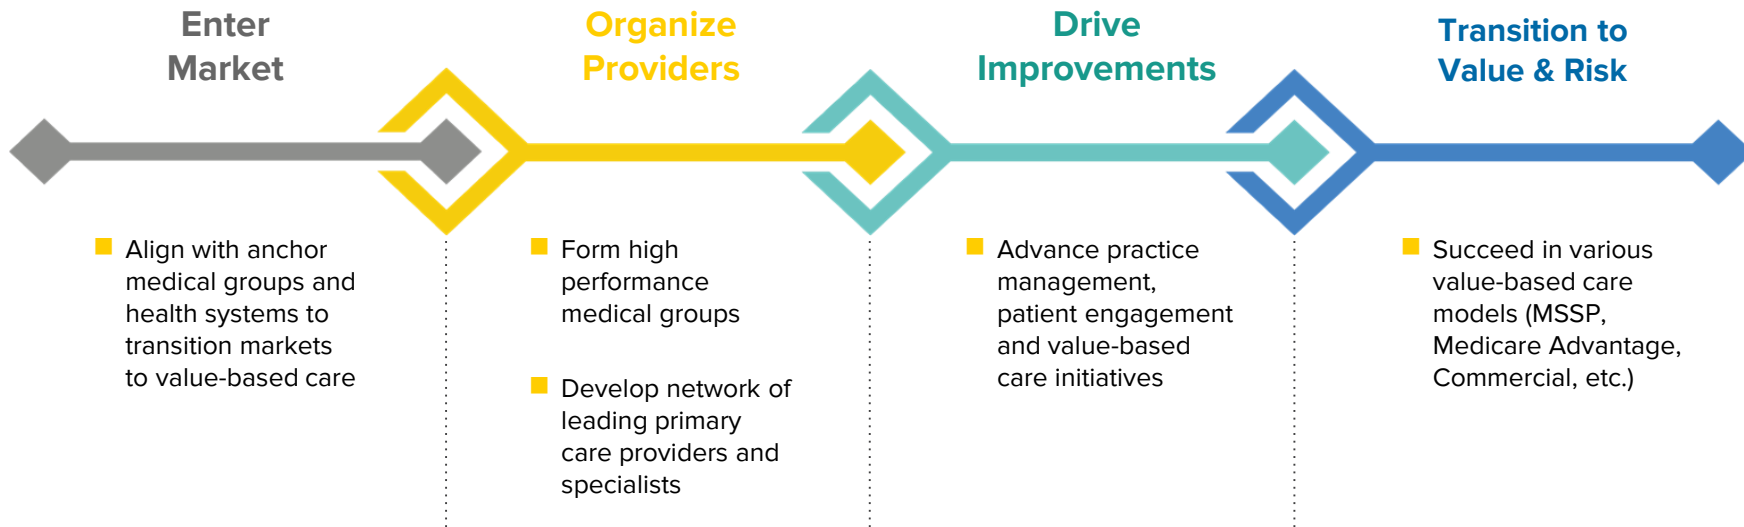 Enter
Market
Organize
Providers
Drive
Improvements
Transition to
Value & Risk
Align with anchor
medical groups and
health systems to
transition markets
to value-based care
Form high
performance
medical groups
Develop network of
leading primary
care providers and
specialists
Advance practice
management,
patient engagement
and value-based
care initiatives
Succeed in various
value-based care
models (MSSP,
Medicare Advantage,
Commercial, etc.)